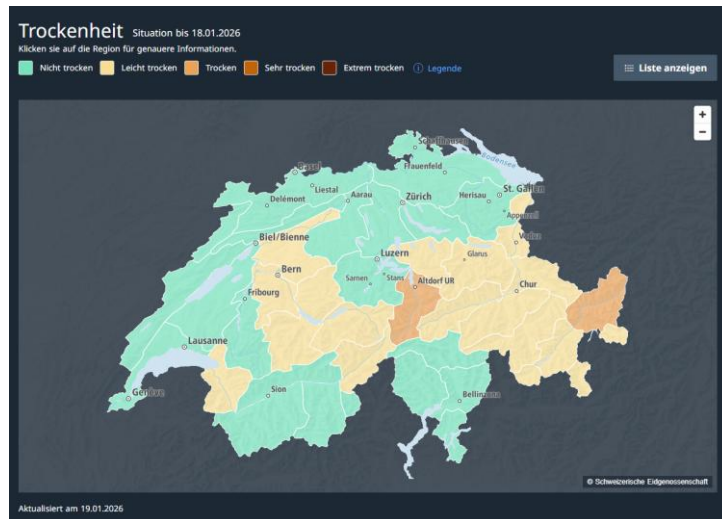 Trockenheit Situation bis 18.01.2026
Klicken sie auf die Region für genauere Informationen.
Nicht trocken Leicht trocken Trocken Sehr trocken Extrem trocken Legende
Liste anzeigen
+
−
Schaffhausen
Bodensee
Basel
Frauenfeld
Liestal
St. Gallen
Delémont
Aarau
Zürich
Herisau
Appenzell
Biel/Bienne
Vaduz
Luzern
Bern
Glarus
Sarnen
Stans
Altdorf UR
Chur
Fribourg
Lausanne
Sion
Genève
Bellinzona
© Schweizerische Eidgenossenschaft
Aktualisiert am 19.01.2026